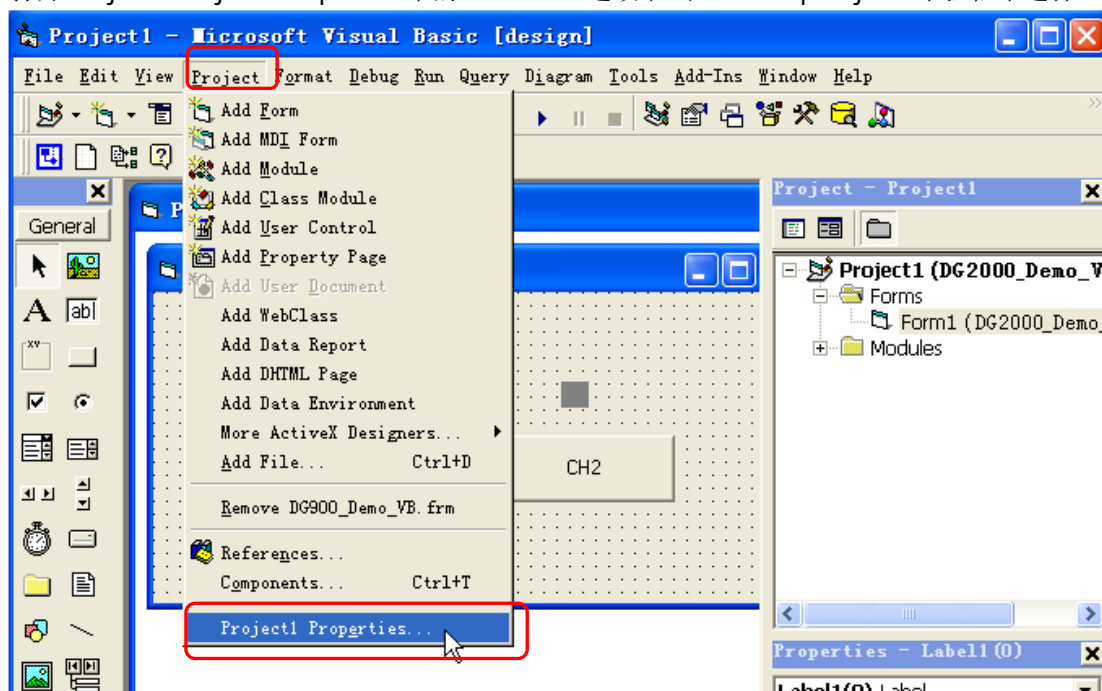 Project1 - Microsoft Visual Basic [design]
File Edit View Project Format Debug Run Query Diagram Tools Add-Ins Window Help
General
A
ab
xy
Add Form
Add MDI Form
Add Module
Add Class Module
Add User Control
Add Property Page
Add User Document
Add WebClass
Add Data Report
Add DHTML Page
Add Data Environment
More ActiveX Designers...
Add File... Ctrl+D
Remove DG900_Demo_VB.frm
References...
Components... Ctrl+T
Project1 Properties...
P
CH2
Project - Project1
Project1 (DG2000_Demo_V
Forms
Form1 (DG2000_Demo_
Modules
Properties - Label1(0)
Label1(0) Label